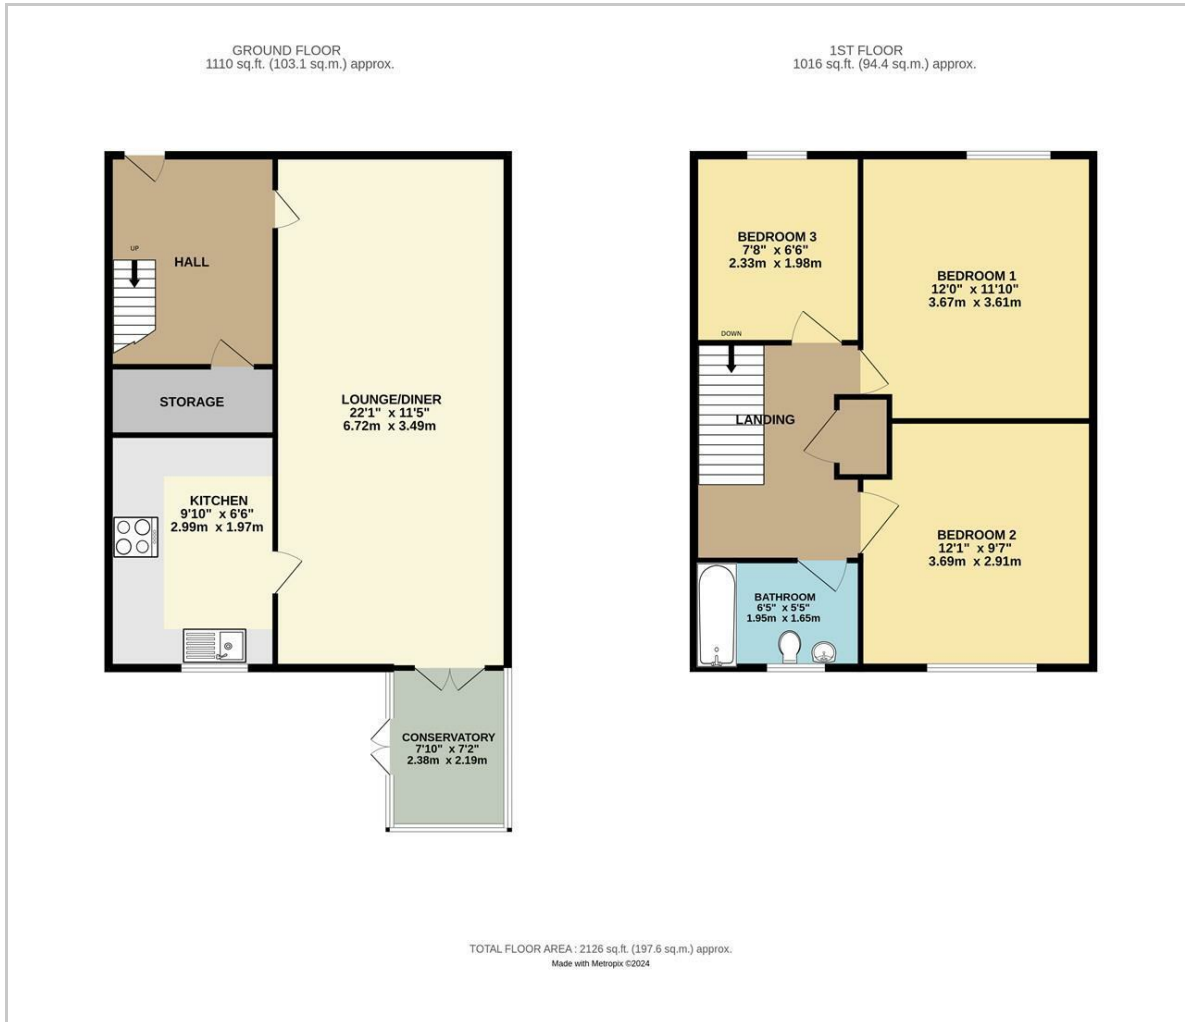 GROUND FLOOR
1110 sq.ft. (103.1 sq.m.) approx.
UP
HALL
STORAGE
LOUNGE/DINER
22'1" x 11'5"
6.72m x 3.49m
KITCHEN
9'10" x 6'6"
2.99m x 1.97m
CONSERVATORY
7'10" x 7'2"
2.38m x 2.19m
1ST FLOOR
1016 sq.ft. (94.4 sq.m.) approx.
BEDROOM 3
7'8" x 6'6"
2.33m x 1.98m
BEDROOM 1
12'0" x 11'10"
3.67m x 3.61m
DOWN
LANDING
BEDROOM 2
12'1" x 9'7"
3.69m x 2.91m
BATHROOM
6'5" x 5'5"
1.95m x 1.65m
TOTAL FLOOR AREA : 2126 sq.ft. (197.6 sq.m.) approx.
Made with Metropix ©2024